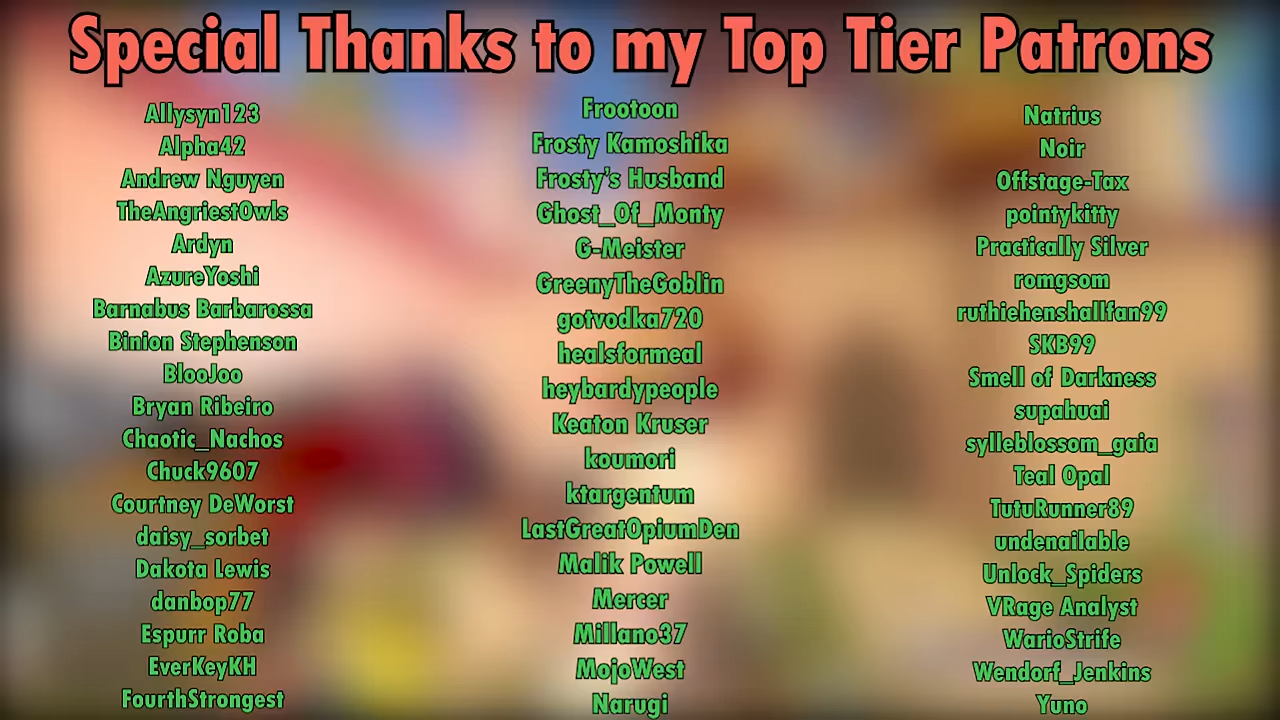 Special Thanks to my Top Tier Patrons
Allysyn123
Alpha42
Andrew Nguyen
TheAngriestOwls
Ardyn
AzureYoshi
Barnabus Barbarossa
Binion Stephenson
BlooJoo
Bryan Ribeiro
Chaotic_Nachos
Chuck9607
Courtney DeWorst
daisy_sorbet
Dakota Lewis
danbop77
Espurr Roba
EverKeyKH
FourthStrongest
Frootoon
Frosty Kamoshika
Frosty's Husband
Ghost_Of_Monty
G-Meister
GreenyTheGoblin
gotvodka720
healsformeal
heybardypeople
Keaton Kruser
koumori
ktargentum
LastGreatOpiumDen
Malik Powell
Mercer
Millano37
MojoWest
Narugi
Natrius
Noir
Offstage-Tax
pointykitty
Practically Silver
romgsom
ruthiehenshallfan99
SKB99
Smell of Darkness
supahuai
sylleblossom_gaia
Teal Opal
TutuRunner89
undenailable
Unlock_Spiders
VRage Analyst
WarioStrife
Wendorf_Jenkins
Yuno